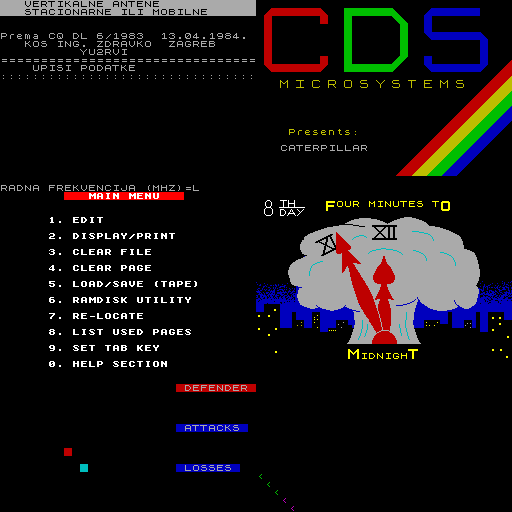 VERTIKALNE ANTENE
STACIONARNE ILI MOBILNE
Prema CQ DL 6/1983  13.04.1984.
KOS ING. ZDRAVKO  ZAGREB
YU2RVI
UPISI PODATKE
RADNA FREKVENCIJA (MHZ)=L
CDS
MICROSYSTEMS
Presents:
CATERPILLAR
MAIN MENU
1. EDIT
2. DISPLAY/PRINT
3. CLEAR FILE
4. CLEAR PAGE
5. LOAD/SAVE (TAPE)
6. RAMDISK UTILITY
7. RE-LOCATE
8. LIST USED PAGES
9. SET TAB KEY
0. HELP SECTION
8TH DAY
FOUR MINUTES TO
XI XII
MIDNIGHT
DEFENDER
ATTACKS
LOSSES